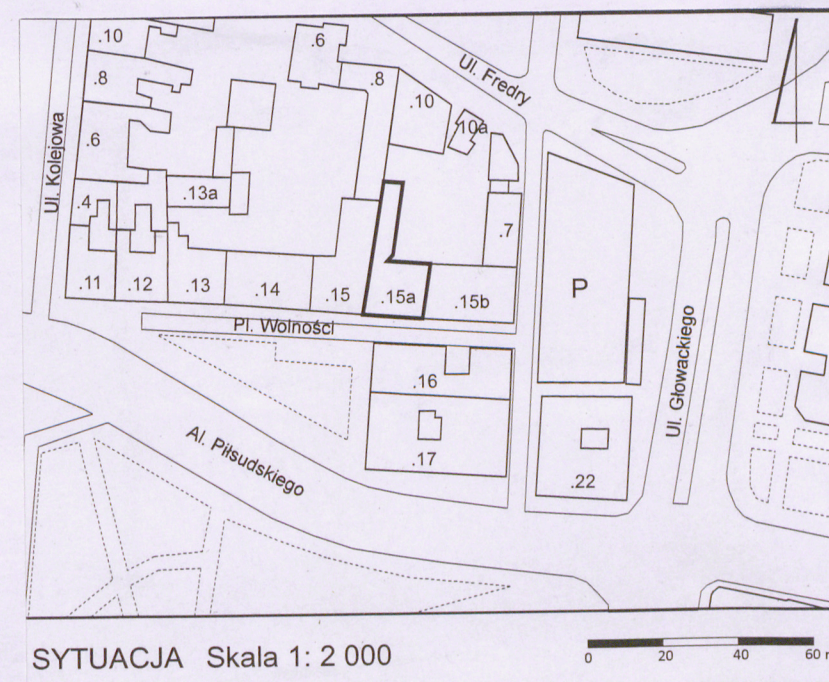 .10
.6
Ul. Fredry
.8
.8
.10
10a
Ul. Kolejowa
.6
.13a
.4
.7
.11
.12
.13
.14
.15
.15a
.15b
P
Pl. Wolności
Ul. Głowackiego
.16
Al. Piłsudskiego
.17
.22
SYTUACJA Skala 1: 2 000
0 20 40 60 m